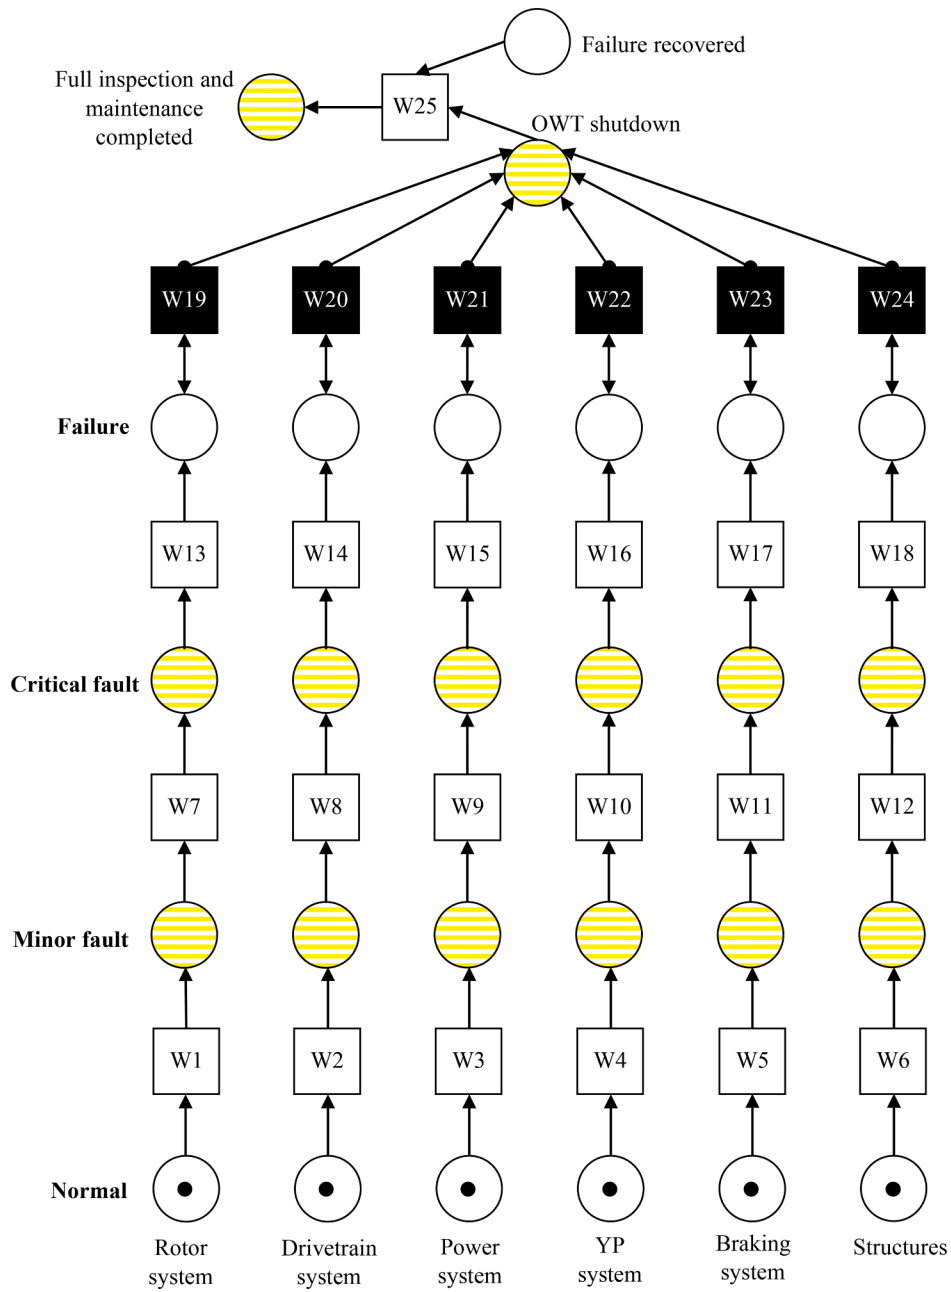 Failure recovered
Full inspection and
maintenance
completed
W25
OWT shutdown
W19 W20 W21 W22 W23 W24
Failure
W13 W14 W15 W16 W17 W18
Critical fault
W7 W8 W9 W10 W11 W12
Minor fault
W1 W2 W3 W4 W5 W6
Normal
Rotor
system
Drivetrain
system
Power
system
YP
system
Braking
system
Structures